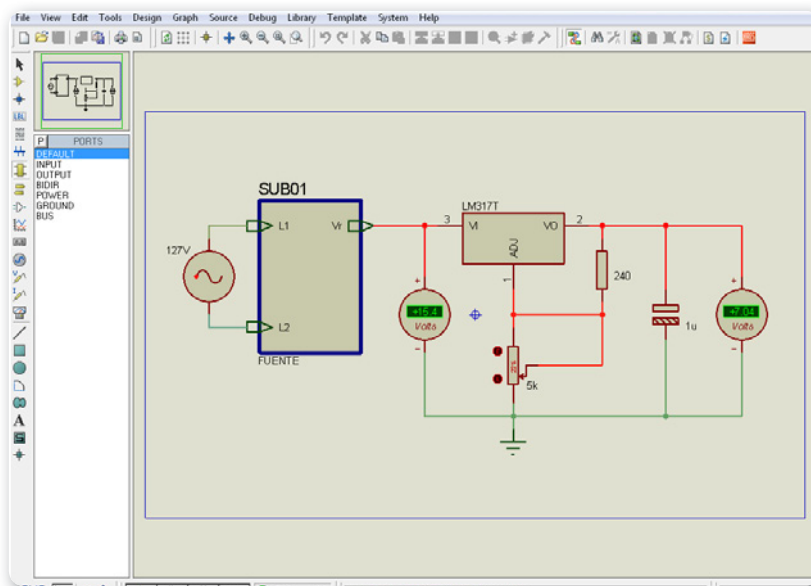 File View Edit Tools Design Graph Source Debug Library Template System Help
LBL
P PORTS
DEFAULT
INPUT
OUTPUT
BIDIR
POWER
GROUND
BUS
A
SUB01
L1
Vr
L2
FUENTE
127V
LM317T
3 VI VO 2
ADJ
1
240
+15.4
Volts
+7.04
Volts
1u
5k